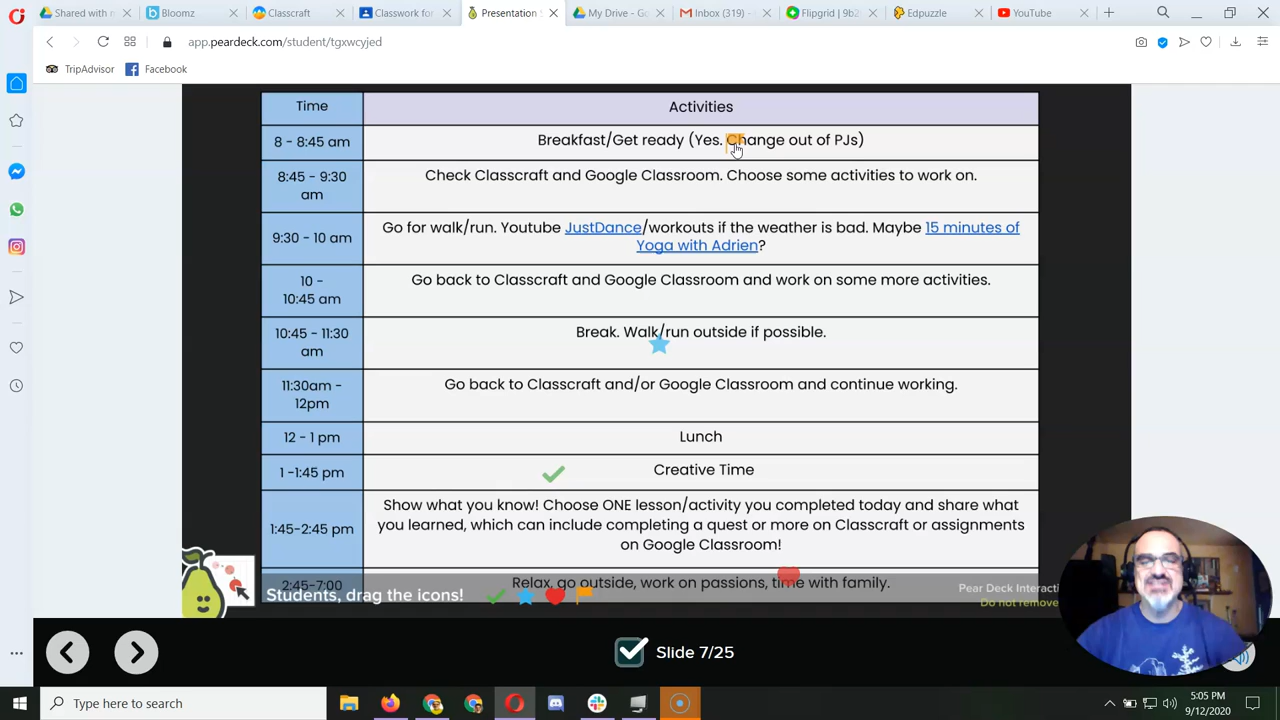 Shared with m
Bloomz
Classcraft
Classwork for
Presentation
My Drive - Go
Inbox (319) -
Flipgrid | 9b2
Edpuzzle
YouTube
app.peardeck.com/student/tgxwcyjed
TripAdvisor
Facebook
Time
Activities
8 - 8:45 am
Breakfast/Get ready (Yes. Change out of PJs)
8:45 - 9:30
am
Check Classcraft and Google Classroom. Choose some activities to work on.
9:30 - 10 am
Go for walk/run. Youtube JustDance/workouts if the weather is bad. Maybe 15 minutes of
Yoga with Adrien?
10 -
10:45 am
Go back to Classcraft and Google Classroom and work on some more activities.
10:45 - 11:30
am
Break. Walk/run outside if possible.
11:30am -
12pm
Go back to Classcraft and/or Google Classroom and continue working.
12 - 1 pm
Lunch
1 -1:45 pm
Creative Time
1:45-2:45 pm
Show what you know! Choose ONE lesson/activity you completed today and share what
you learned, which can include completing a quest or more on Classcraft or assignments
on Google Classroom!
2:45-7:00
Relax, go outside, work on passions, time with family.
Students, drag the icons!
Pear Deck Interacti
Do not remove
Slide 7/25
Type here to search
5:05 PM
9/12/2020